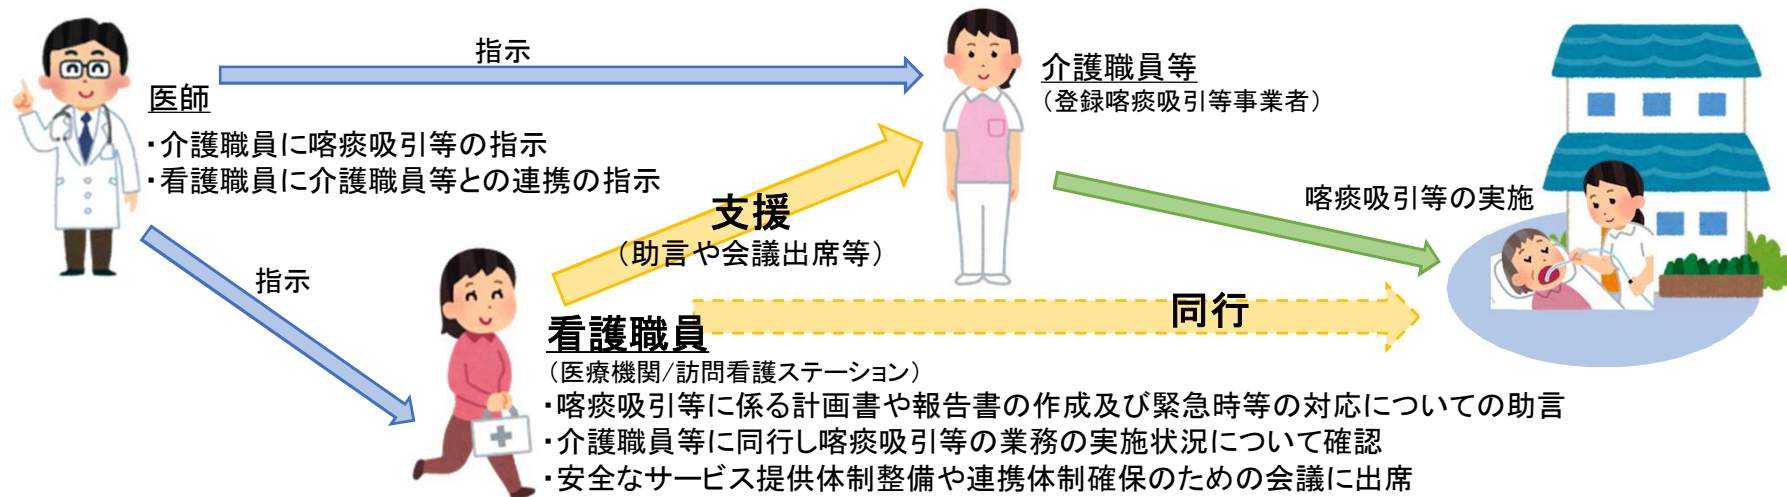 指示
医師
・介護職員に喀痰吸引等の指示
・看護職員に介護職員等との連携の指示
介護職員等
（登録喀痰吸引等事業者）
支援
（助言や会議出席等）
喀痰吸引等の実施
指示
同行
看護職員
（医療機関/訪問看護ステーション）
・喀痰吸引等に係る計画書や報告書の作成及び緊急時等の対応についての助言
・介護職員等に同行し喀痰吸引等の業務の実施状況について確認
・安全なサービス提供体制整備や連携体制確保のための会議に出席